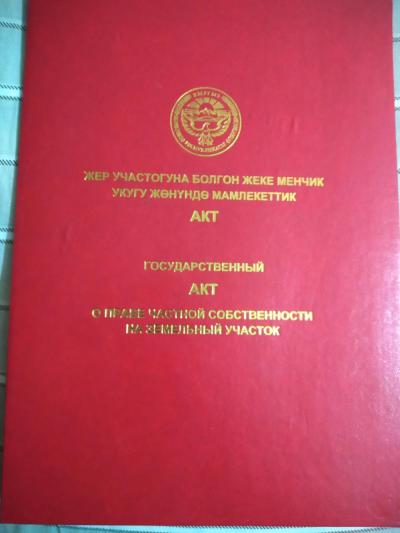 ЖЕР УЧАСТОГУНА БОЛГОН ЖЕКЕ МЕНЧИК
УКУГУ ЖӨНҮНДӨ МАМЛЕКЕТТИК
АКТ
ГОСУДАРСТВЕННЫЙ
АКТ
О ПРАВЕ ЧАСТНОЙ СОБСТВЕННОСТИ
НА ЗЕМЕЛЬНЫЙ УЧАСТОК